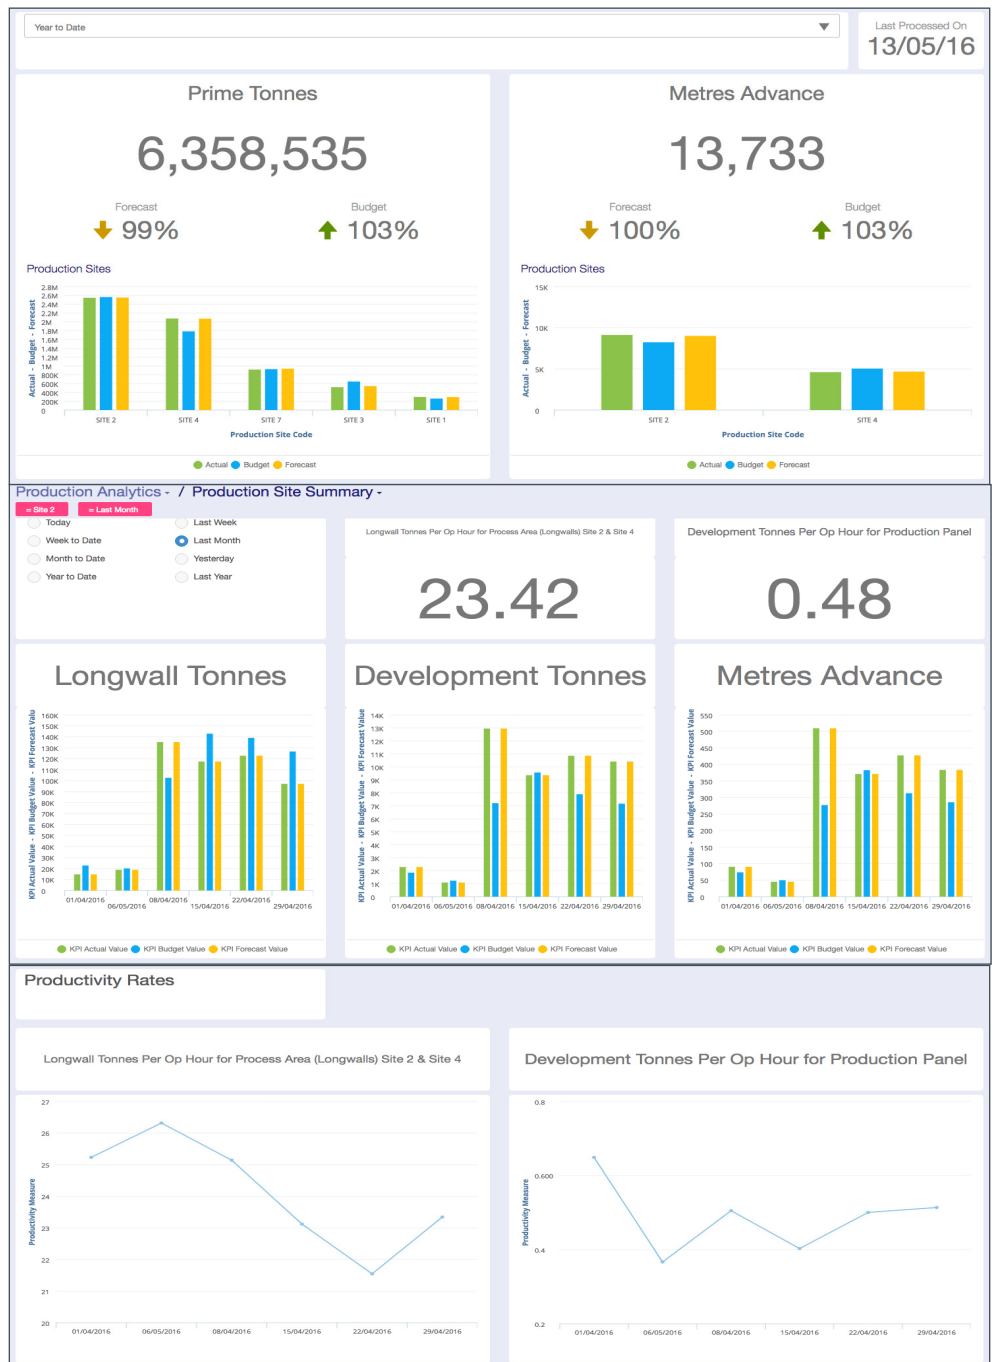 Year to Date
Last Processed On
13/05/16
Prime Tonnes
6,358,535
Forecast
99%
Budget
103%
Production Sites
Actual - Budget - Forecast
2.8M
2.6M
2.4M
2.2M
2M
1.8M
1.6M
1.4M
1.2M
1M
800K
600K
400K
200K
0
SITE 2 SITE 4 SITE 7 SITE 3 SITE 1
Production Site Code
Actual Budget Forecast
Metres Advance
13,733
Forecast
100%
Budget
103%
Production Sites
Actual - Budget - Forecast
15K
10K
5K
0
SITE 2 SITE 4
Production Site Code
Actual Budget Forecast
Production Analytics - / Production Site Summary -
= Site 2 = Last Month
Today Last Week
Week to Date Last Month
Month to Date Yesterday
Year to Date Last Year
Longwall Tonnes Per Op Hour for Process Area (Longwalls) Site 2 & Site 4
23.42
Development Tonnes Per Op Hour for Production Panel
0.48
Longwall Tonnes
KPI Actual Value - KPI Budget Value - KPI Forecast Valu
160K
150K
140K
130K
120K
110K
100K
90K
80K
70K
60K
50K
40K
30K
20K
10K
0
01/04/2016 06/05/2016 08/04/2016 15/04/2016 22/04/2016 29/04/2016
KPI Actual Value KPI Budget Value KPI Forecast Value
Development Tonnes
KPI Actual Value - KPI Budget Value - KPI Forecast Value
14K
13K
12K
11K
10K
9K
8K
7K
6K
5K
4K
3K
2K
1K
0
01/04/2016 06/05/2016 08/04/2016 15/04/2016 22/04/2016 29/04/2016
KPI Actual Value KPI Budget Value KPI Forecast Value
Metres Advance
KPI Actual Value - KPI Budget Value - KPI Forecast Value
550
500
450
400
350
300
250
200
150
100
50
0
01/04/2016 06/05/2016 08/04/2016 15/04/2016 22/04/2016 29/04/2016
KPI Actual Value KPI Budget Value KPI Forecast Value
Productivity Rates
Longwall Tonnes Per Op Hour for Process Area (Longwalls) Site 2 & Site 4
Productivity Measure
27
26
25
24
23
22
21
20
01/04/2016 06/05/2016 08/04/2016 15/04/2016 22/04/2016 29/04/2016
Development Tonnes Per Op Hour for Production Panel
Productivity Measure
0.8
0.600
0.4
0.2
01/04/2016 06/05/2016 08/04/2016 15/04/2016 22/04/2016 29/04/2016